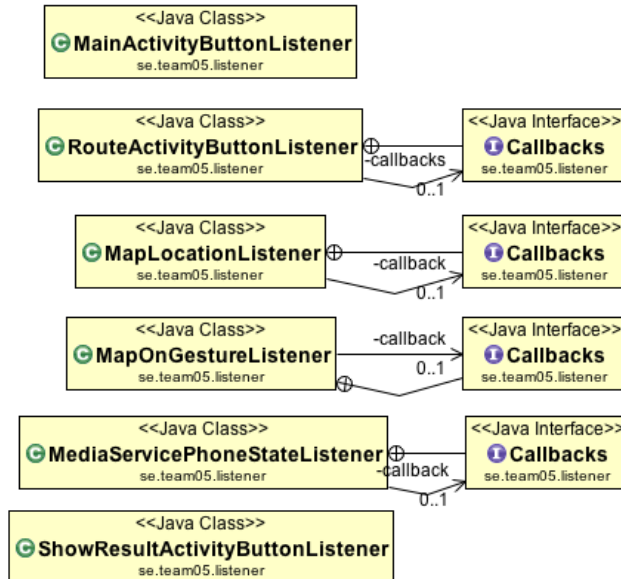 <<Java Class>>
C MainActivityButtonListener
se.team05.listener
<<Java Class>>
C RouteActivityButtonListener
se.team05.listener
-callbacks
0..1
<<Java Interface>>
I Callbacks
se.team05.listener
<<Java Class>>
C MapLocationListener
se.team05.listener
-callback
0..1
<<Java Interface>>
I Callbacks
se.team05.listener
<<Java Class>>
C MapOnGestureListener
se.team05.listener
-callback
0..1
<<Java Interface>>
I Callbacks
se.team05.listener
<<Java Class>>
C MediaServicePhoneStateListener
se.team05.listener
-callback
0..1
<<Java Interface>>
I Callbacks
se.team05.listener
<<Java Class>>
C ShowResultActivityButtonListener
se.team05.listener